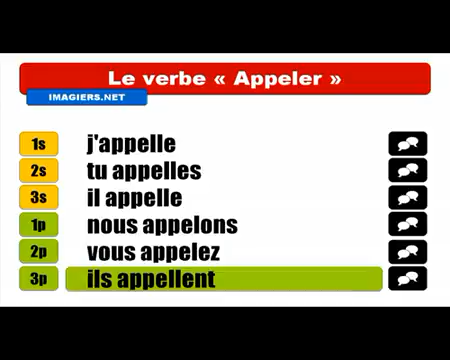 Le verbe « Appeler »
IMAGIERS.NET
1s j'appelle
2s tu appelles
3s il appelle
1p nous appelons
2p vous appelez
3p ils appellent